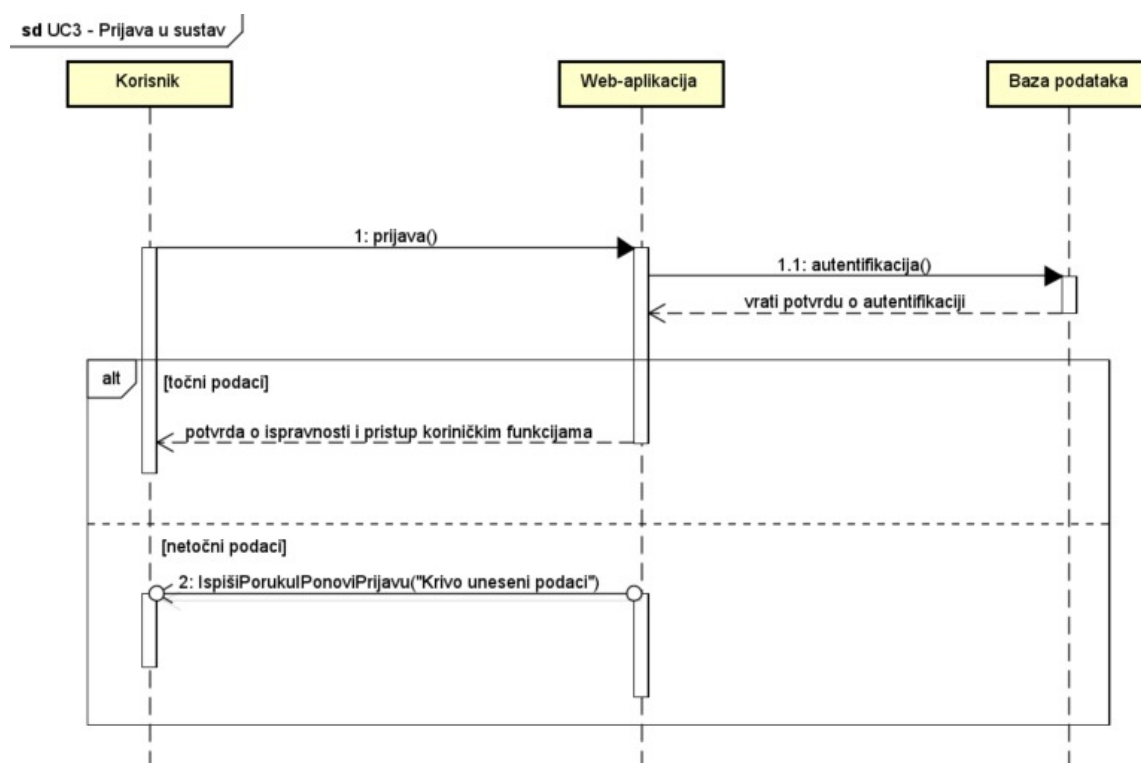 sd UC3 - Prijava u sustav
Korisnik
Web-aplikacija
Baza podataka
1: prijava()
1.1: autentifikacija()
vrati potvrdu o autentifikaciji
alt
[točni podaci]
potvrda o ispravnosti i pristup koriničkim funkcijama
[netočni podaci]
2: IspišiPorukuIPonoviPrijavu("Krivo uneseni podaci")